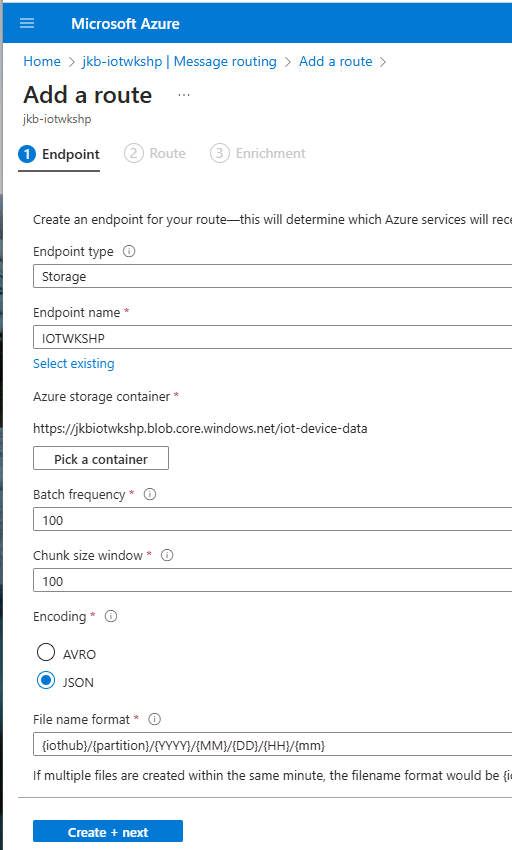 Microsoft Azure
Home > jkb-iotwkshp | Message routing > Add a route >
Add a route ...
jkb-iotwkshp
1 Endpoint 2 Route 3 Enrichment
Create an endpoint for your route—this will determine which Azure services will rece
Endpoint type
Storage
Endpoint name *
IOTWKSHP
Select existing
Azure storage container *
https://jkbiotwkshp.blob.core.windows.net/iot-device-data
Pick a container
Batch frequency *
100
Chunk size window *
100
Encoding *
AVRO
JSON
File name format *
{iothub}/{partition}/{YYYY}/{MM}/{DD}/{HH}/{mm}
If multiple files are created within the same minute, the filename format would be {i
Create + next